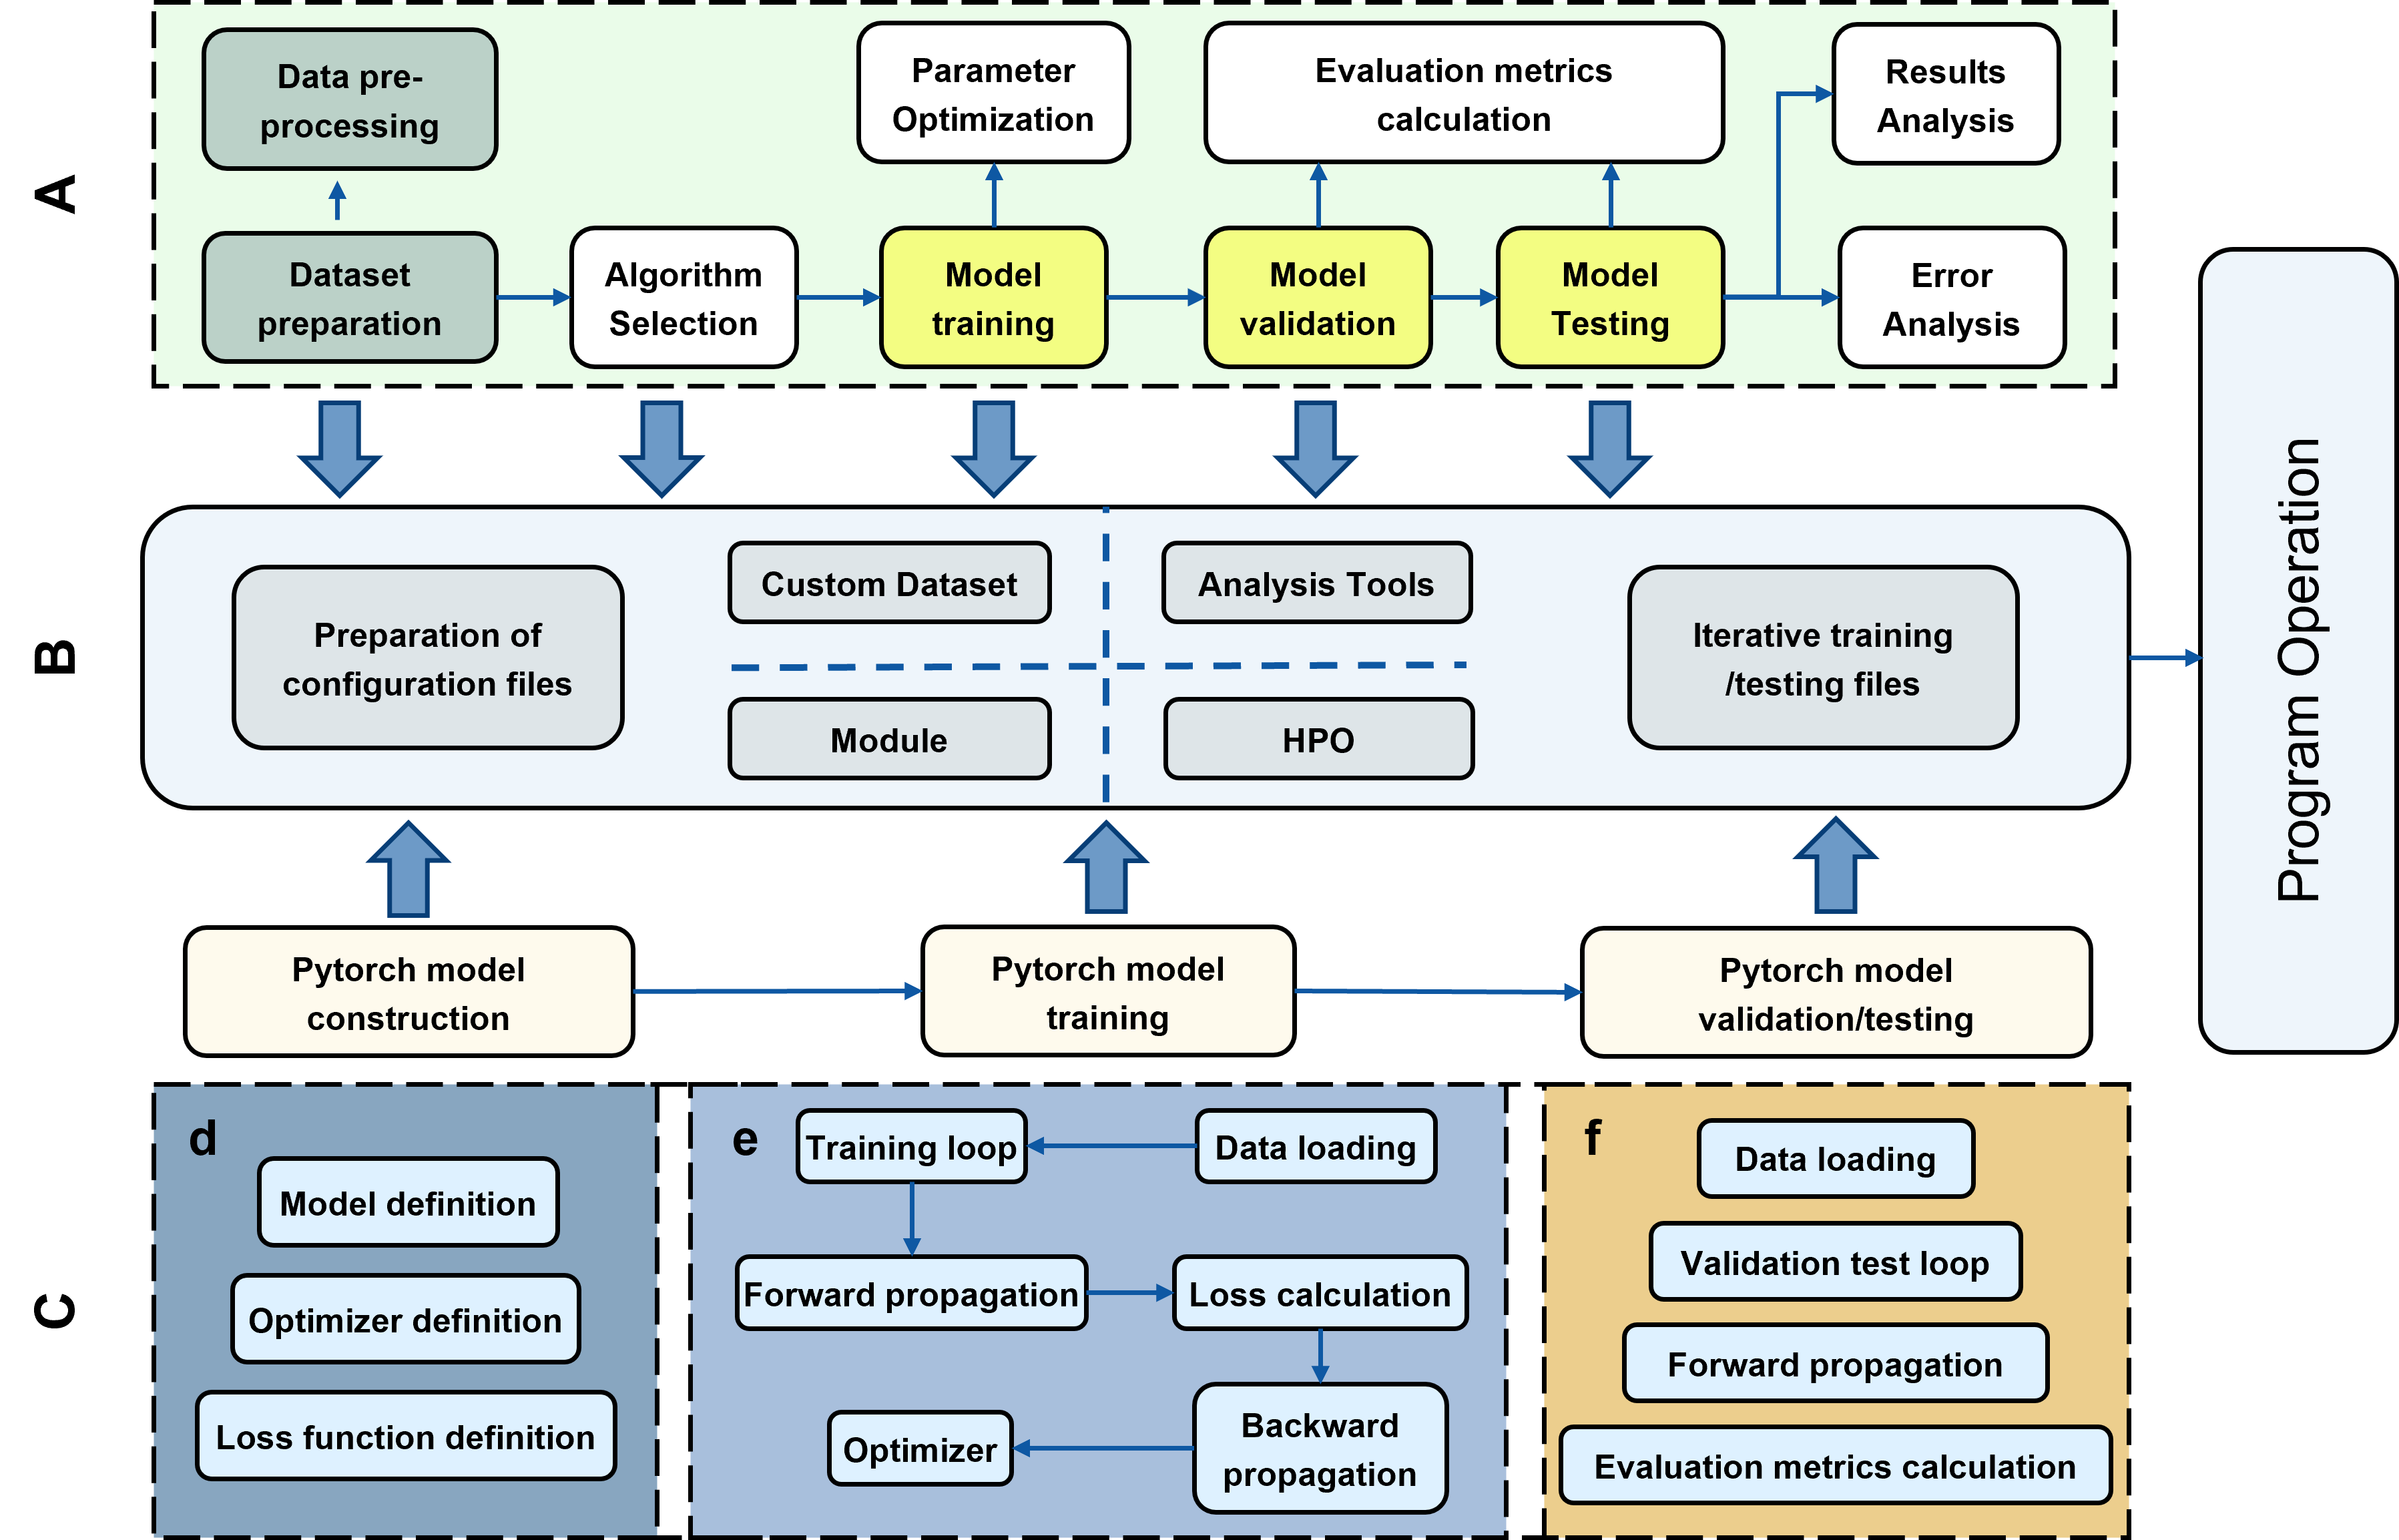 A
Data pre-
processing
Parameter
Optimization
Evaluation metrics
calculation
Results
Analysis
Dataset
preparation
Algorithm
Selection
Model
training
Model
validation
Model
Testing
Error
Analysis
B
Preparation of
configuration files
Custom Dataset
Analysis Tools
Module
HPO
Iterative training
/testing files
Program Operation
Pytorch model
construction
Pytorch model
training
Pytorch model
validation/testing
C
d
Model definition
Optimizer definition
Loss function definition
e
Training loop
Data loading
Forward propagation
Loss calculation
Optimizer
Backward
propagation
f
Data loading
Validation test loop
Forward propagation
Evaluation metrics calculation